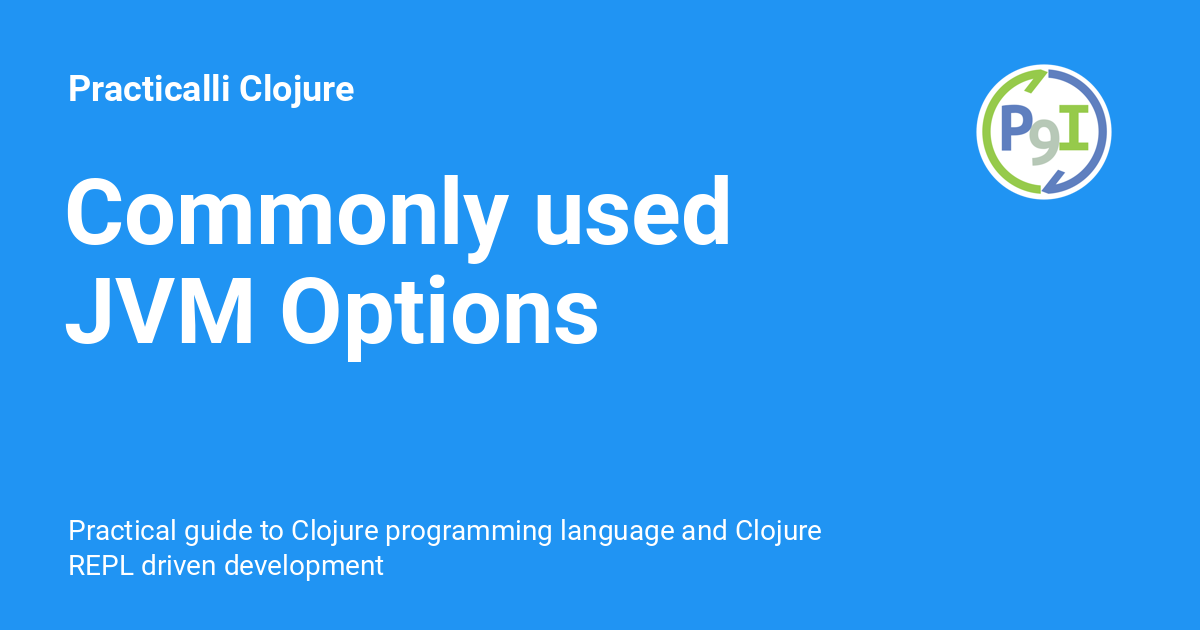 Practicalli Clojure
P9I
Commonly used
JVM Options
Practical guide to Clojure programming language and Clojure
REPL driven development